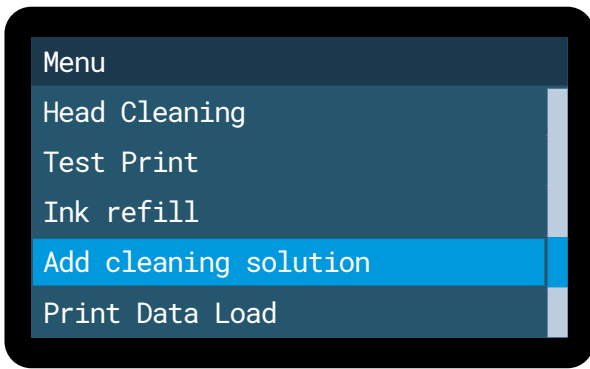 Menu
Head Cleaning
Test Print
Ink refill
Add cleaning solution
Print Data Load